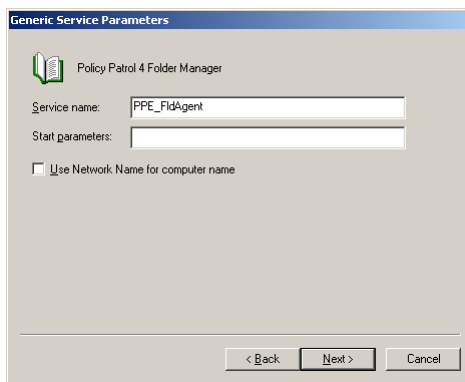 Generic Service Parameters
Policy Patrol 4 Folder Manager
Service name: PPE_FldAgent
Start parameters:
Use Network Name for computer name
< Back Next > Cancel